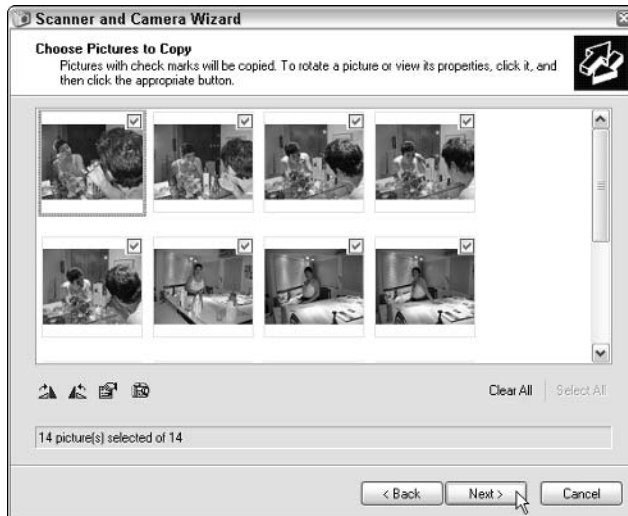 Scanner and Camera Wizard
Choose Pictures to Copy
Pictures with check marks will be copied. To rotate a picture or view its properties, click it, and
then click the appropriate button.
Clear All
Select All
14 picture(s) selected of 14
< Back
Next >
Cancel